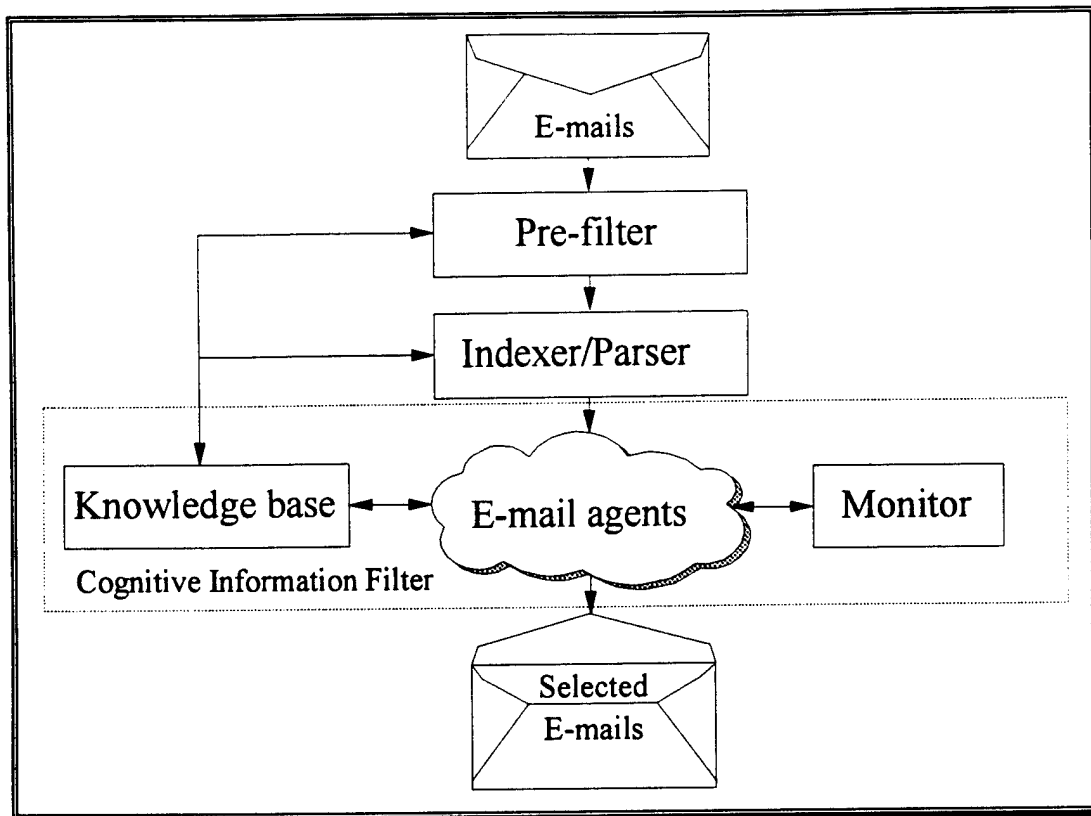 E-mails
Pre-filter
Indexer/Parser
Knowledge base
E-mail agents
Monitor
Cognitive Information Filter
Selected
E-mails